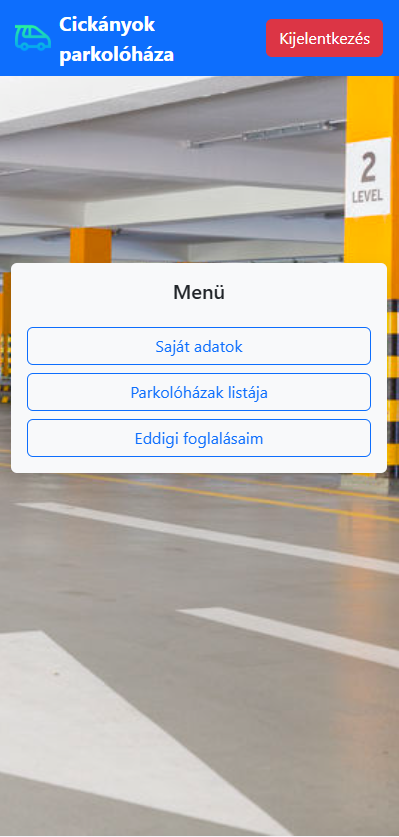 Cickányok
parkolóháza
Kijelentkezés
2
LEVEL
Menü
Saját adatok
Parkolóházak listája
Eddigi foglalásaim